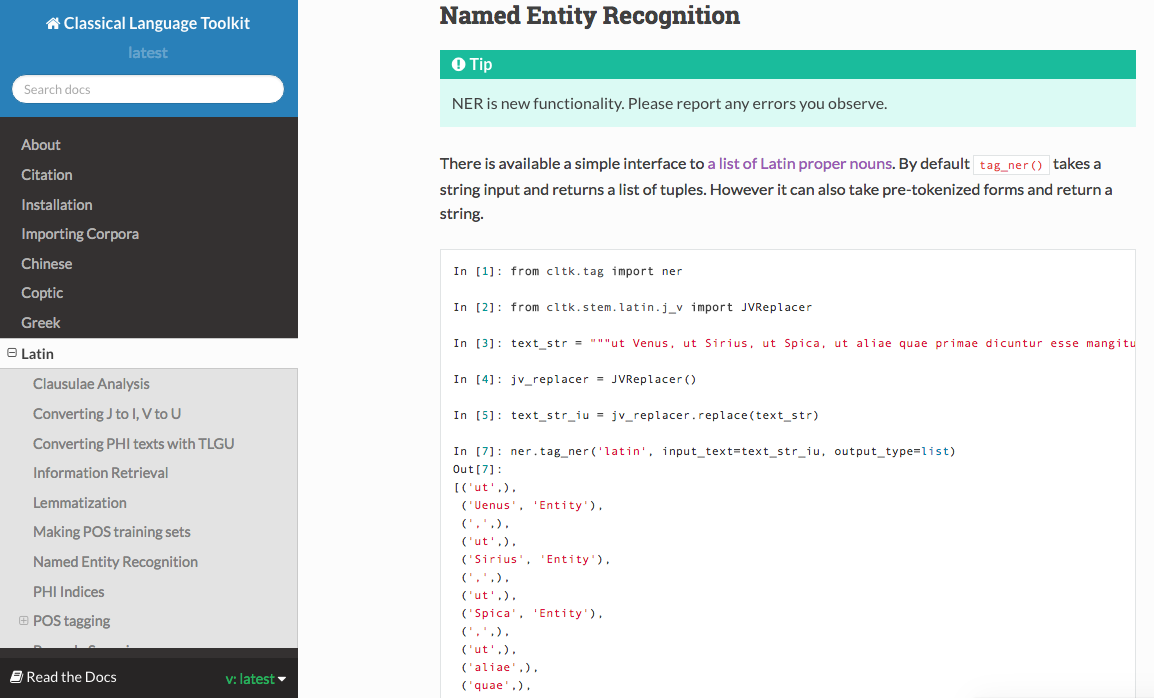 Classical Language Toolkit
latest
Search docs
About
Citation
Installation
Importing Corpora
Chinese
Coptic
Greek
Latin
Clausulae Analysis
Converting J to I, V to U
Converting PHI texts with TLGU
Information Retrieval
Lemmatization
Making POS training sets
Named Entity Recognition
PHI Indices
POS tagging
Read the Docs
v: latest
Named Entity Recognition
Tip
NER is new functionality. Please report any errors you observe.
There is available a simple interface to a list of Latin proper nouns. By default tag_ner() takes a
string input and returns a list of tuples. However it can also take pre-tokenized forms and return a
string.
In [1]: from cltk.tag import ner
In [2]: from cltk.stem.latin.j_v import JVReplacer
In [3]: text_str = """ut Venus, ut Sirius, ut Spica, ut aliae quae primae dicuntur esse mangitu
In [4]: jv_replacer = JVReplacer()
In [5]: text_str_iu = jv_replacer.replace(text_str)
In [7]: ner.tag_ner('latin', input_text=text_str_iu, output_type=list)
Out[7]:
[('ut',),
('Uenus', 'Entity'),
(',',),
('ut',),
('Sirius', 'Entity'),
(',',),
('ut',),
('Spica', 'Entity'),
(',',),
('ut',),
('aliae',),
('quae',),